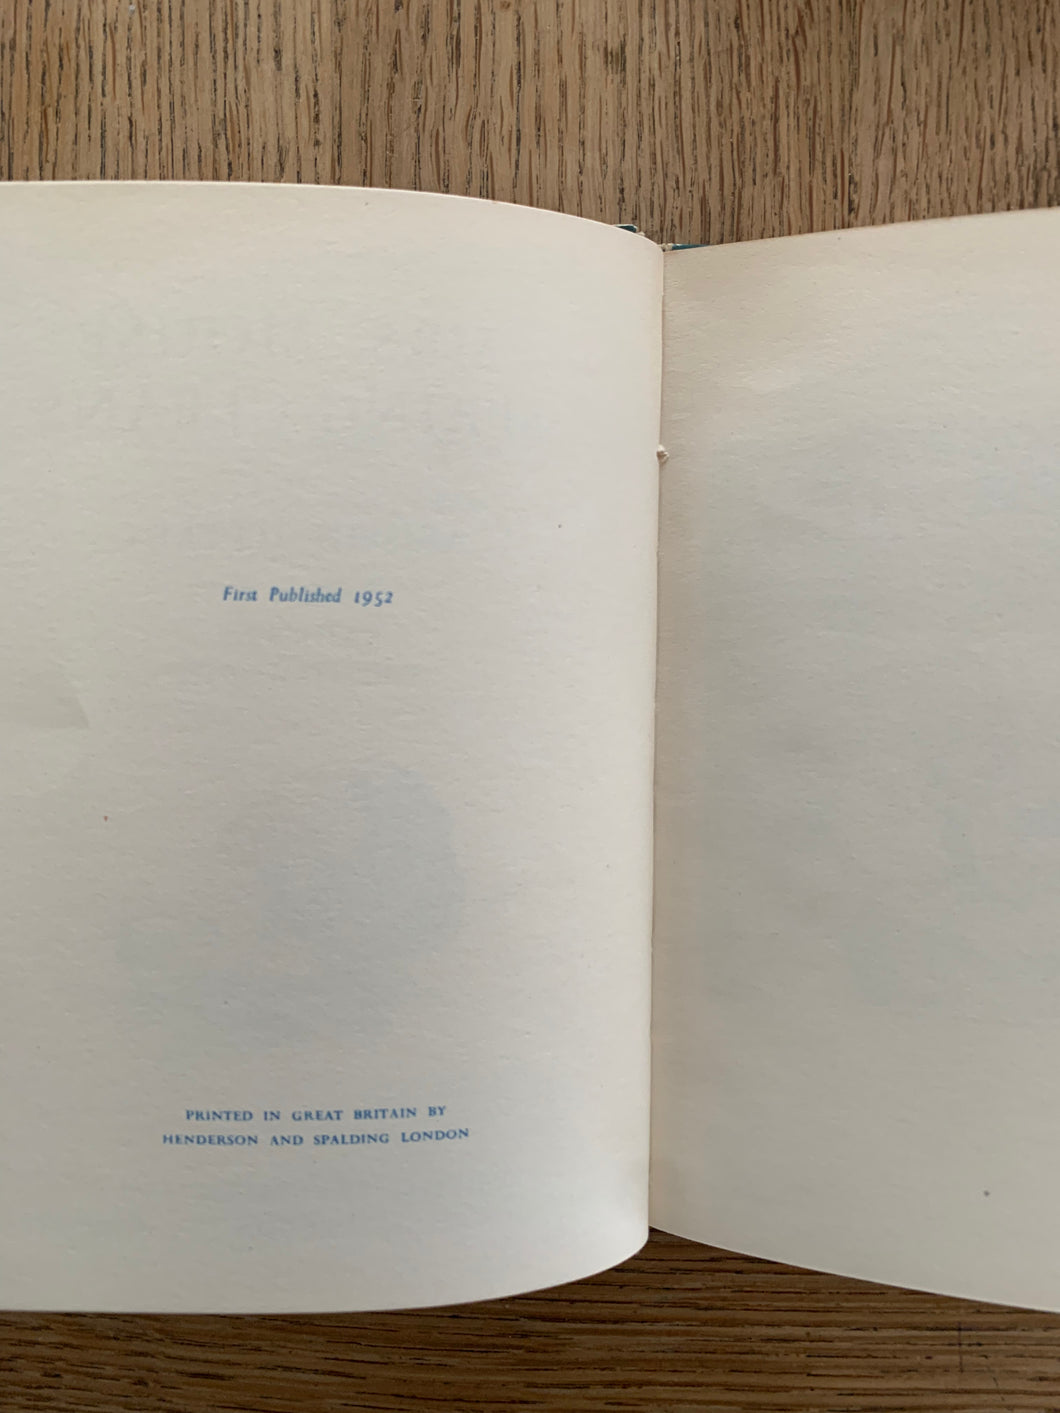 First Published 1952
PRINTED IN GREAT BRITAIN BY
HENDERSON AND SPALDING LONDON